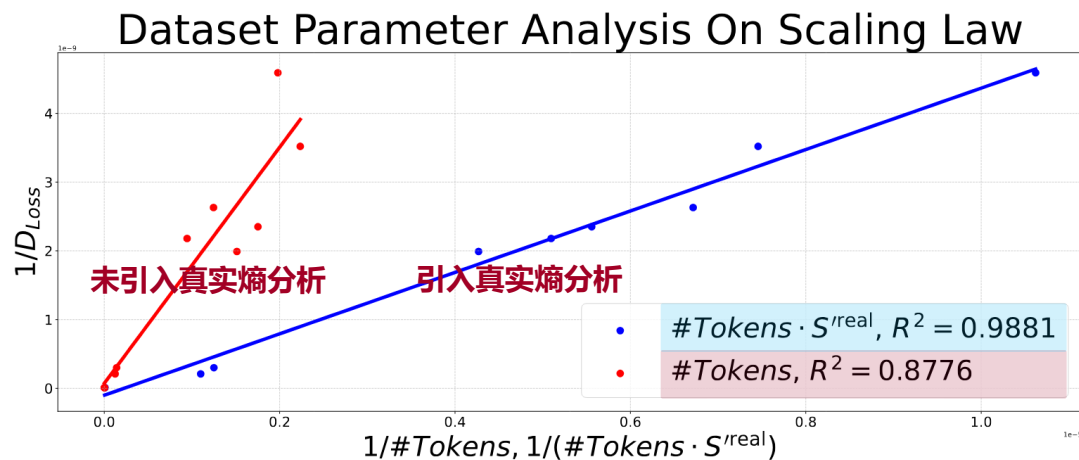 Dataset Parameter Analysis On Scaling Law
1e-9
4
3
2
1
0
1/D_Loss
未引入真实熵分析
引入真实熵分析
#Tokens · S′real, R² = 0.9881
#Tokens, R² = 0.8776
0.0 0.2 0.4 0.6 0.8 1.0
1/#Tokens, 1/(#Tokens · S′real)